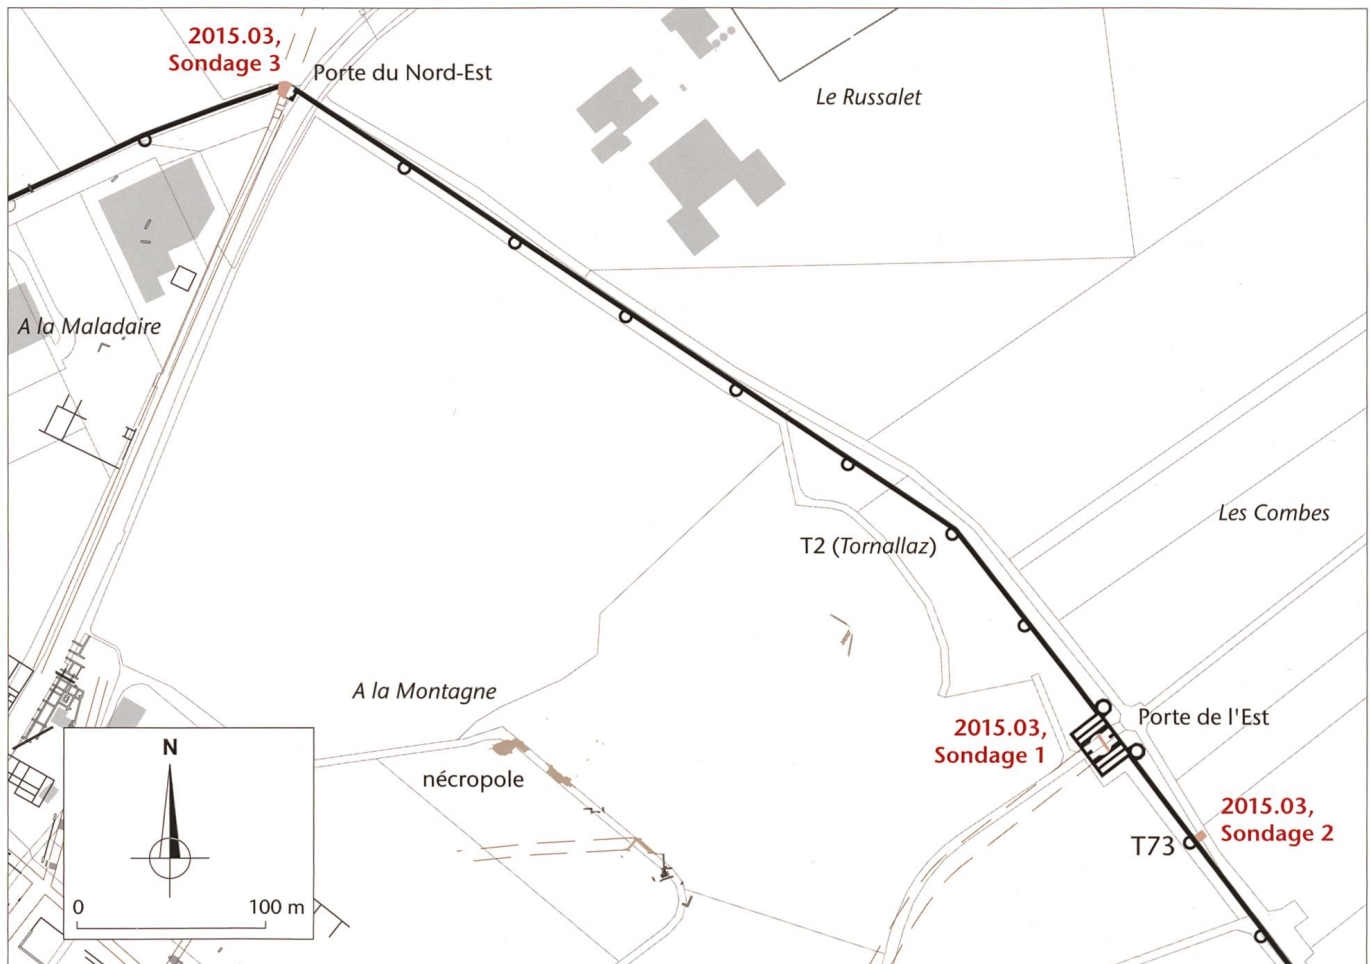 2015.03,
Sondage 3
Porte du Nord-Est
Le Russalet
A la Maladaire
Les Combes
T2 (Tornallaz)
A la Montagne
2015.03,
Sondage 1
Porte de l'Est
nécropole
2015.03,
Sondage 2
T73
N
0 100 m